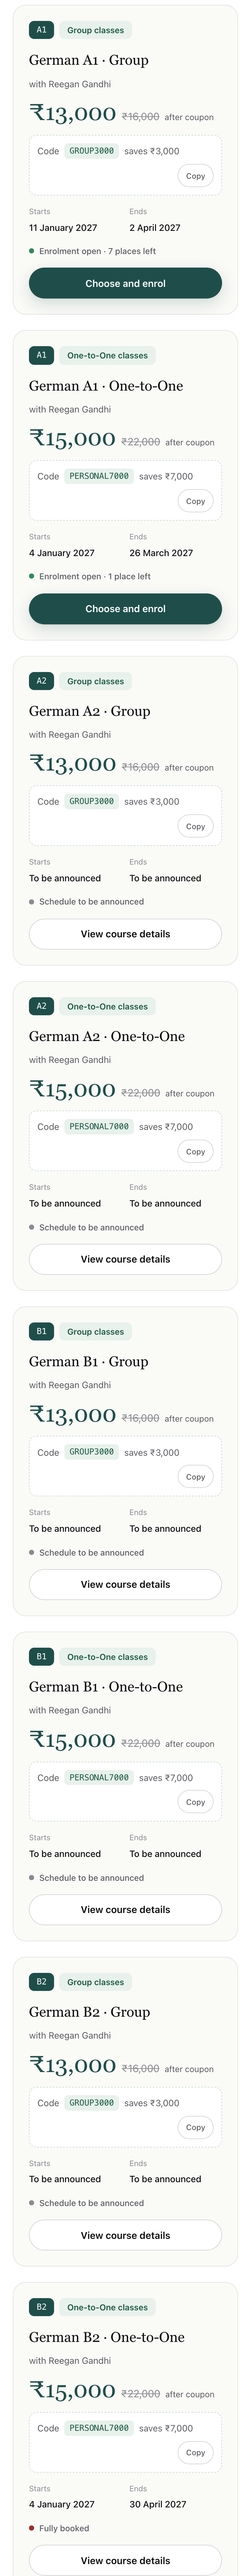 A1 Group classes
German A1 · Group
with Reegan Gandhi
₹13,000 ₹16,000 after coupon
Code GROUP3000 saves ₹3,000
Copy
Starts Ends
11 January 2027 2 April 2027
Enrolment open · 7 places left
Choose and enrol
A1 One-to-One classes
German A1 · One-to-One
with Reegan Gandhi
₹15,000 ₹22,000 after coupon
Code PERSONAL7000 saves ₹7,000
Copy
Starts Ends
4 January 2027 26 March 2027
Enrolment open · 1 place left
Choose and enrol
A2 Group classes
German A2 · Group
with Reegan Gandhi
₹13,000 ₹16,000 after coupon
Code GROUP3000 saves ₹3,000
Copy
Starts Ends
To be announced To be announced
Schedule to be announced
View course details
A2 One-to-One classes
German A2 · One-to-One
with Reegan Gandhi
₹15,000 ₹22,000 after coupon
Code PERSONAL7000 saves ₹7,000
Copy
Starts Ends
To be announced To be announced
Schedule to be announced
View course details
B1 Group classes
German B1 · Group
with Reegan Gandhi
₹13,000 ₹16,000 after coupon
Code GROUP3000 saves ₹3,000
Copy
Starts Ends
To be announced To be announced
Schedule to be announced
View course details
B1 One-to-One classes
German B1 · One-to-One
with Reegan Gandhi
₹15,000 ₹22,000 after coupon
Code PERSONAL7000 saves ₹7,000
Copy
Starts Ends
To be announced To be announced
Schedule to be announced
View course details
B2 Group classes
German B2 · Group
with Reegan Gandhi
₹13,000 ₹16,000 after coupon
Code GROUP3000 saves ₹3,000
Copy
Starts Ends
To be announced To be announced
Schedule to be announced
View course details
B2 One-to-One classes
German B2 · One-to-One
with Reegan Gandhi
₹15,000 ₹22,000 after coupon
Code PERSONAL7000 saves ₹7,000
Copy
Starts Ends
4 January 2027 30 April 2027
Fully booked
View course details